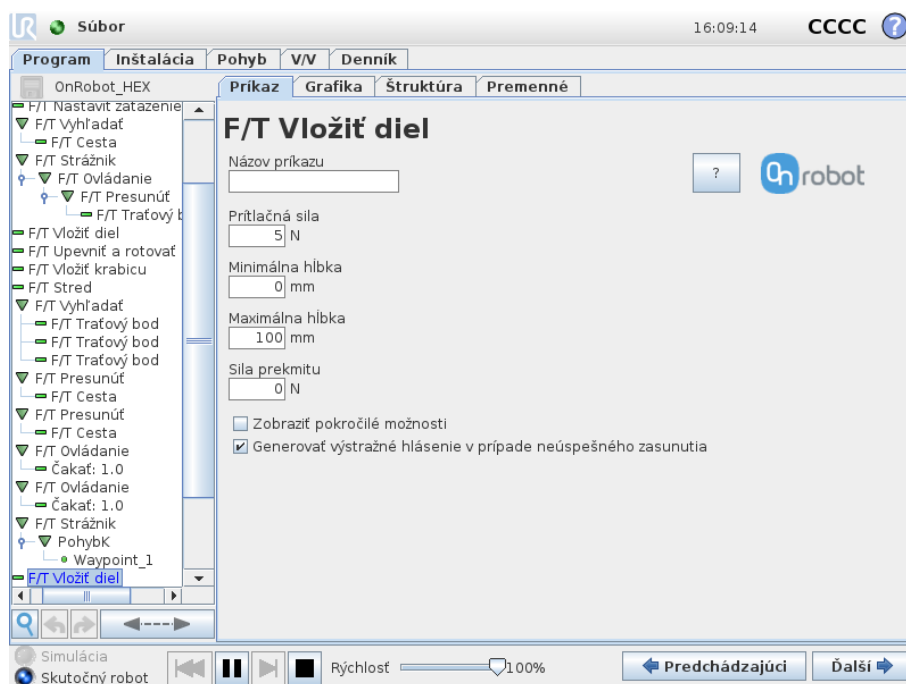 Súbor
16:09:14
CCCC
?
Program Inštalácia Pohyb V/V Denník
OnRobot_HEX
Príkaz Grafika Štruktúra Premenné
F/T Nastaviť zaťaženie
F/T Vyhľadať
F/T Cesta
F/T Strážnik
F/T Ovládanie
F/T Presunúť
F/T Traťový b
F/T Vložiť diel
F/T Upevniť a rotovať
F/T Vložiť krabicu
F/T Stred
F/T Vyhľadať
F/T Traťový bod
F/T Traťový bod
F/T Traťový bod
F/T Presunúť
F/T Cesta
F/T Presunúť
F/T Cesta
F/T Ovládanie
Čakať: 1.0
F/T Ovládanie
Čakať: 1.0
F/T Strážnik
PohybK
Waypoint_1
F/T Vložiť diel
F/T Vložiť diel
Názov príkazu
?
On robot
Prítlačná sila
5 N
Minimálna hĺbka
0 mm
Maximálna hĺbka
100 mm
Sila prekmitu
0 N
Zobraziť pokročilé možnosti
Generovať výstražné hlásenie v prípade neúspešného zasunutia
Simulácia
Skutočný robot
Rýchlosť 100%
Predchádzajúci
Ďalší